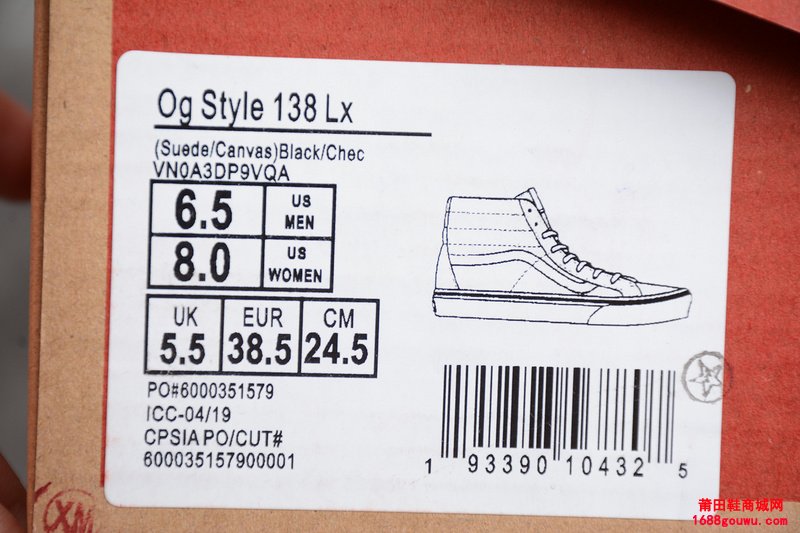 Og Style 138 Lx
(Suede/Canvas)Black/Chec
VN0A3DP9VQA
6.5 US MEN
8.0 US WOMEN
UK EUR CM
5.5 38.5 24.5
PO#6000351579
ICC-04/19
CPSIA PO/CUT#
600035157900001
1 93390 10432 5
XM
莆田鞋商城网
1688gouwu.com